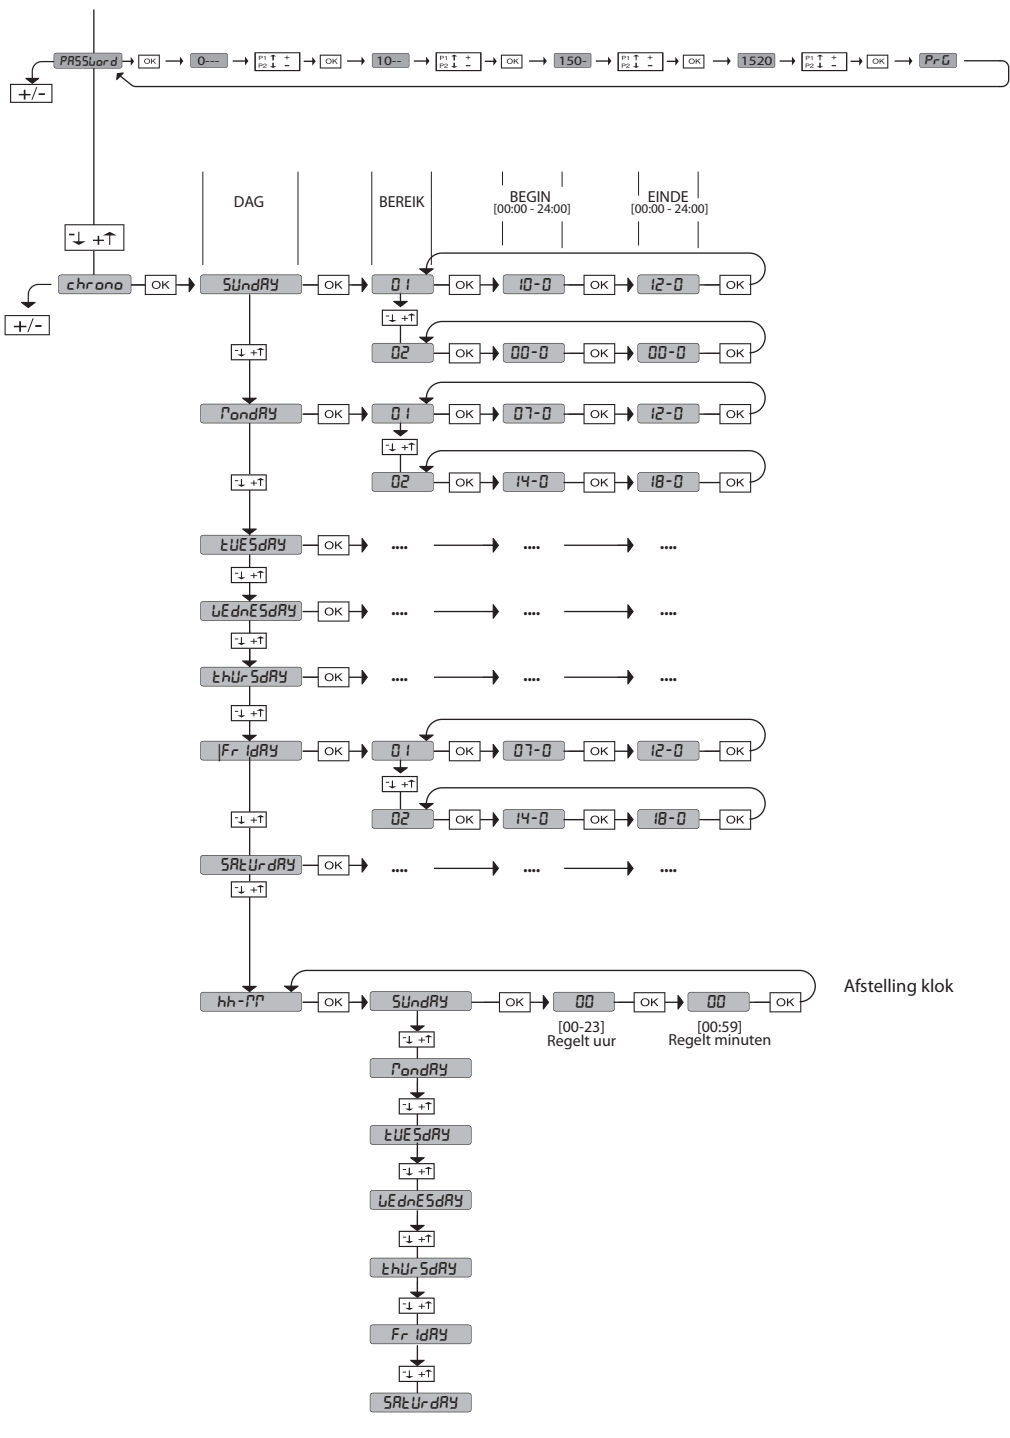 PASSword OK 0--- P1 ↑ + P2 ↓ - OK 10-- P1 ↑ + P2 ↓ - OK 150- P1 ↑ + P2 ↓ - OK 1520 P1 ↑ + P2 ↓ - OK PrG
+/-
DAG BEREIK BEGIN EINDE
[00:00 - 24:00] [00:00 - 24:00]
-↓ +↑
chrono OK SUndAY OK 01 OK 10-0 OK 12-0 OK
+/-
-↓ +↑
-↓ +↑ 02 OK 00-0 OK 00-0 OK
MondAY OK 01 OK 07-0 OK 12-0 OK
-↓ +↑
-↓ +↑ 02 OK 14-0 OK 18-0 OK
tUESdAY OK .... .... ....
-↓ +↑
WEdnESdAY OK .... .... ....
-↓ +↑
thUrSdAY OK .... .... ....
-↓ +↑
FrIdAY OK 01 OK 07-0 OK 12-0 OK
-↓ +↑
-↓ +↑ 02 OK 14-0 OK 18-0 OK
SAtUrdAY OK .... .... ....
-↓ +↑
hh-MM OK SUndAY OK 00 OK 00 OK Afstelling klok
[00-23] [00:59]
Regelt uur Regelt minuten
-↓ +↑
MondAY
-↓ +↑
tUESdAY
-↓ +↑
WEdnESdAY
-↓ +↑
thUrSdAY
-↓ +↑
FrIdAY
-↓ +↑
SAtUrdAY